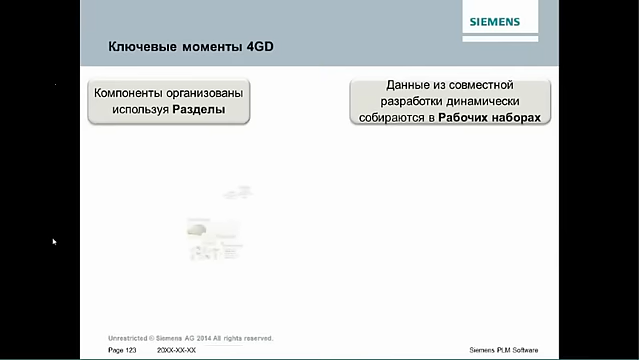 SIEMENS
Ключевые моменты 4GD
Компоненты организованы
используя Разделы
Данные из совместной
разработки динамически
собираются в Рабочих наборах
Unrestricted © Siemens AG 2014 All rights reserved.
Page 123 20XX-XX-XX Siemens PLM Software